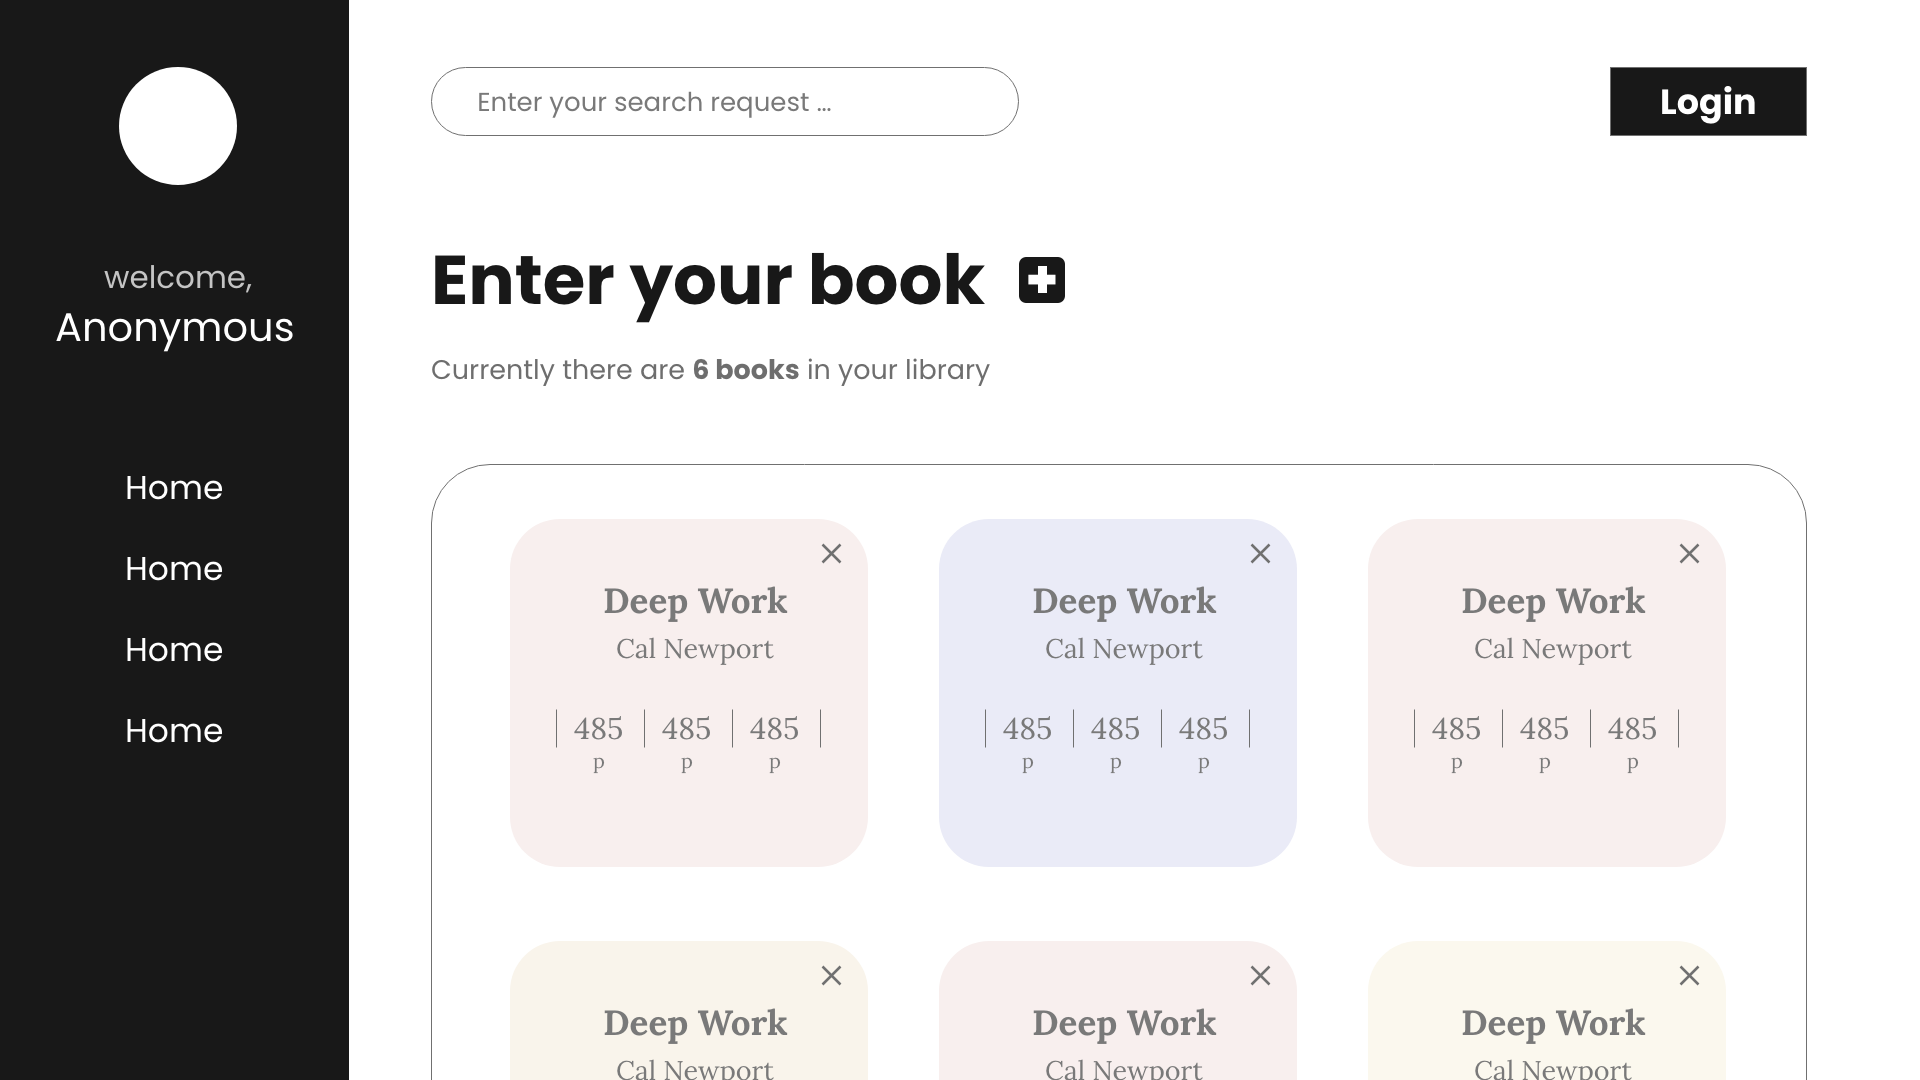 welcome,
Anonymous
Home
Home
Home
Home
Enter your search request ...
Login
Enter your book
Currently there are 6 books in your library
Deep Work
Cal Newport
485 485 485
p p p
Deep Work
Cal Newport
485 485 485
p p p
Deep Work
Cal Newport
485 485 485
p p p
Deep Work
Cal Newport
Deep Work
Cal Newport
Deep Work
Cal Newport